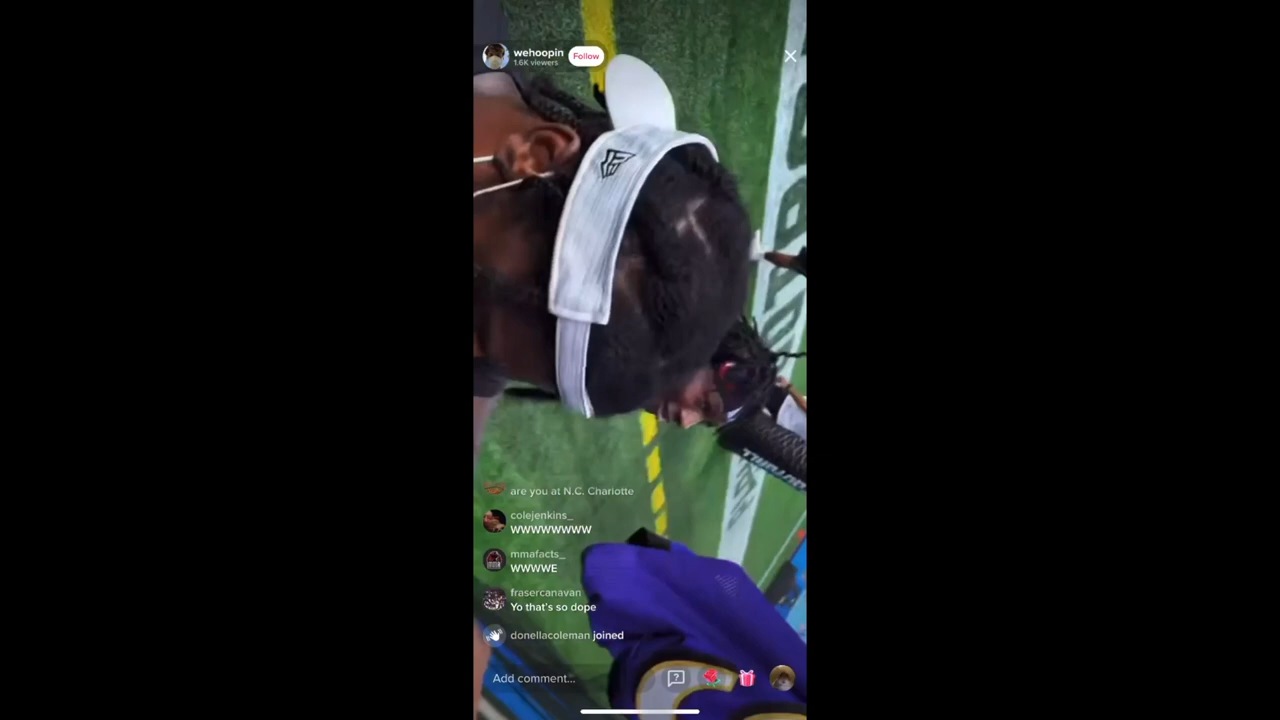 wehoopin
1.6K viewers
Follow
are you at N.C. Charlotte
colejenkins_
WWWWWWWW
mmafacts_
WWWWE
frasercanavan
Yo that's so dope
donellacoleman joined
Add comment...